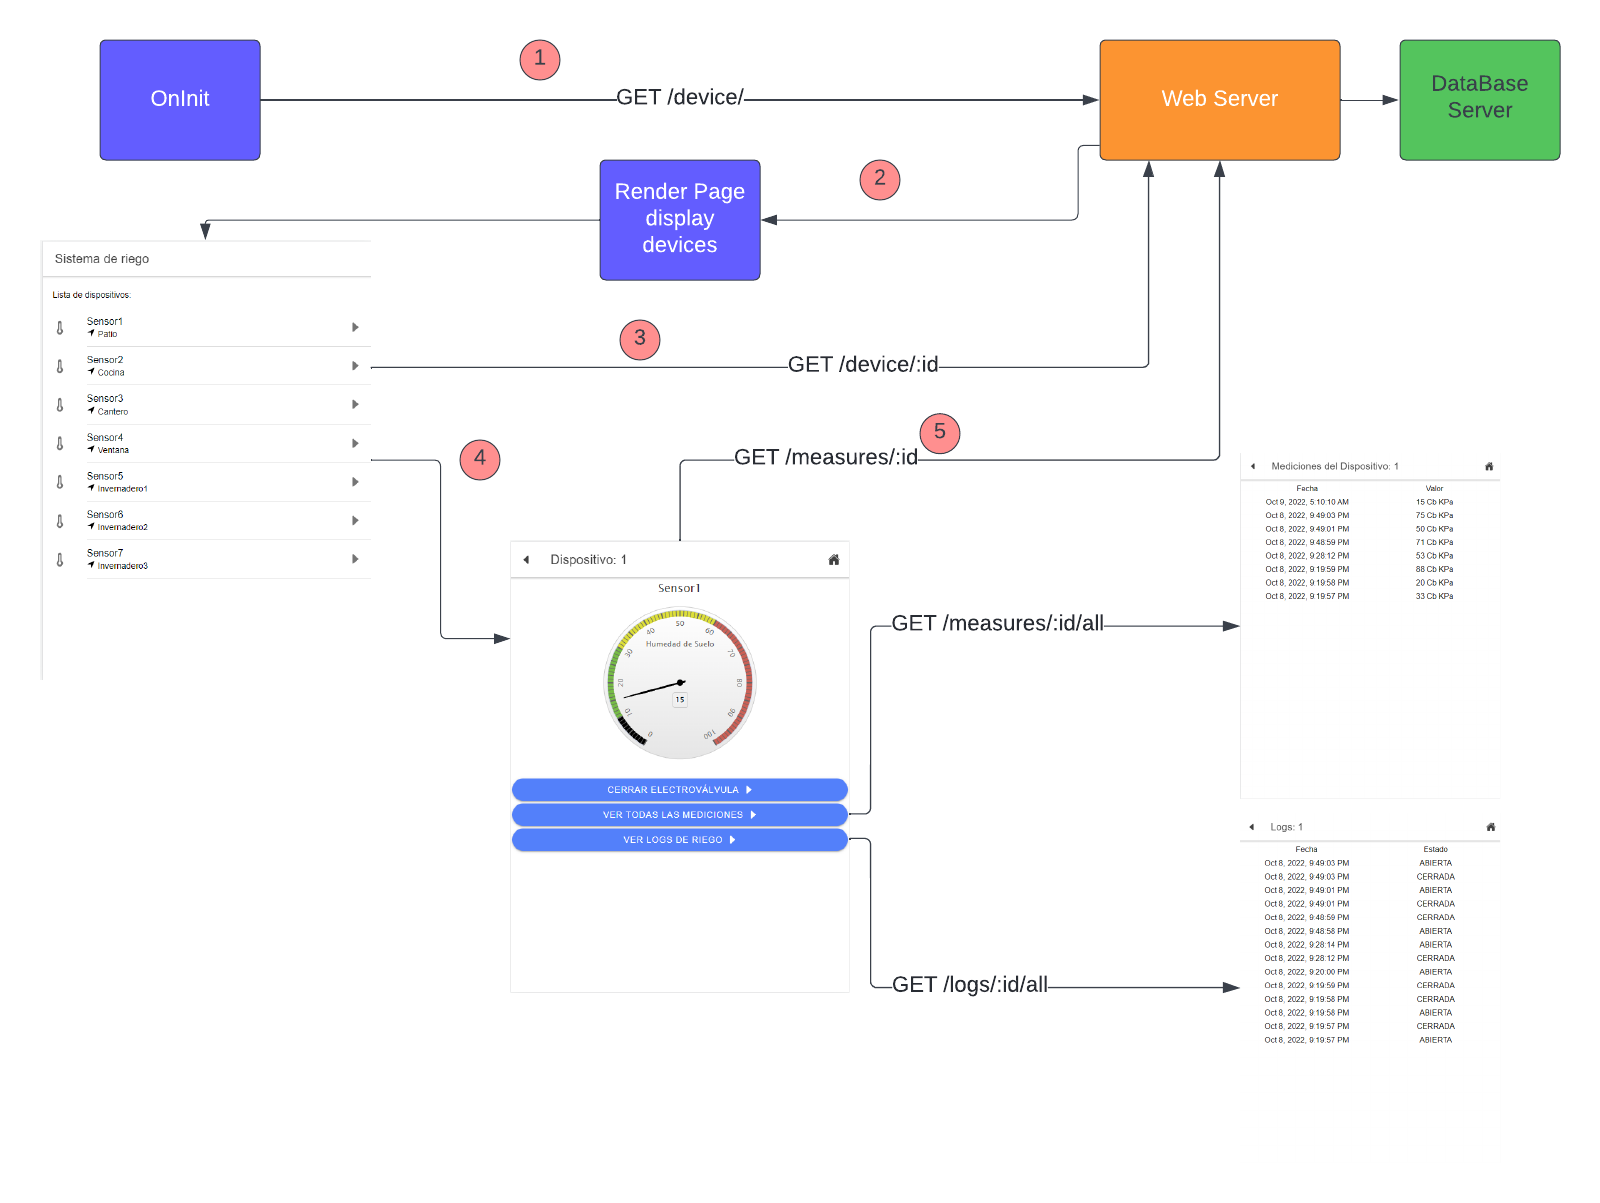 1
OnInit
GET /device/
Web Server
DataBase
Server
2
Render Page
display
devices
Sistema de riego
Lista de dispositivos:
Sensor1
Patio
Sensor2
Cocina
Sensor3
Cantero
Sensor4
Ventana
Sensor5
Invernadero1
Sensor6
Invernadero2
Sensor7
Invernadero3
3
GET /device/:id
4
5
GET /measures/:id
Dispositivo: 1
Sensor1
Humedad de Suelo
0
10
20
30
40
50
60
70
80
90
100
15
CERRAR ELECTROVÁLVULA
VER TODAS LAS MEDICIONES
VER LOGS DE RIEGO
GET /measures/:id/all
GET /logs/:id/all
Mediciones del Dispositivo: 1
Fecha Valor
Oct 9, 2022, 5:10:10 AM 15 Cb KPa
Oct 8, 2022, 9:49:03 PM 75 Cb KPa
Oct 8, 2022, 9:49:01 PM 50 Cb KPa
Oct 8, 2022, 9:48:59 PM 71 Cb KPa
Oct 8, 2022, 9:28:12 PM 53 Cb KPa
Oct 8, 2022, 9:19:59 PM 88 Cb KPa
Oct 8, 2022, 9:19:58 PM 20 Cb KPa
Oct 8, 2022, 9:19:57 PM 33 Cb KPa
Logs: 1
Fecha Estado
Oct 8, 2022, 9:49:03 PM ABIERTA
Oct 8, 2022, 9:49:03 PM CERRADA
Oct 8, 2022, 9:49:01 PM ABIERTA
Oct 8, 2022, 9:49:01 PM CERRADA
Oct 8, 2022, 9:48:59 PM CERRADA
Oct 8, 2022, 9:48:58 PM ABIERTA
Oct 8, 2022, 9:28:14 PM ABIERTA
Oct 8, 2022, 9:28:12 PM CERRADA
Oct 8, 2022, 9:20:00 PM ABIERTA
Oct 8, 2022, 9:19:59 PM CERRADA
Oct 8, 2022, 9:19:58 PM CERRADA
Oct 8, 2022, 9:19:58 PM ABIERTA
Oct 8, 2022, 9:19:57 PM CERRADA
Oct 8, 2022, 9:19:57 PM ABIERTA